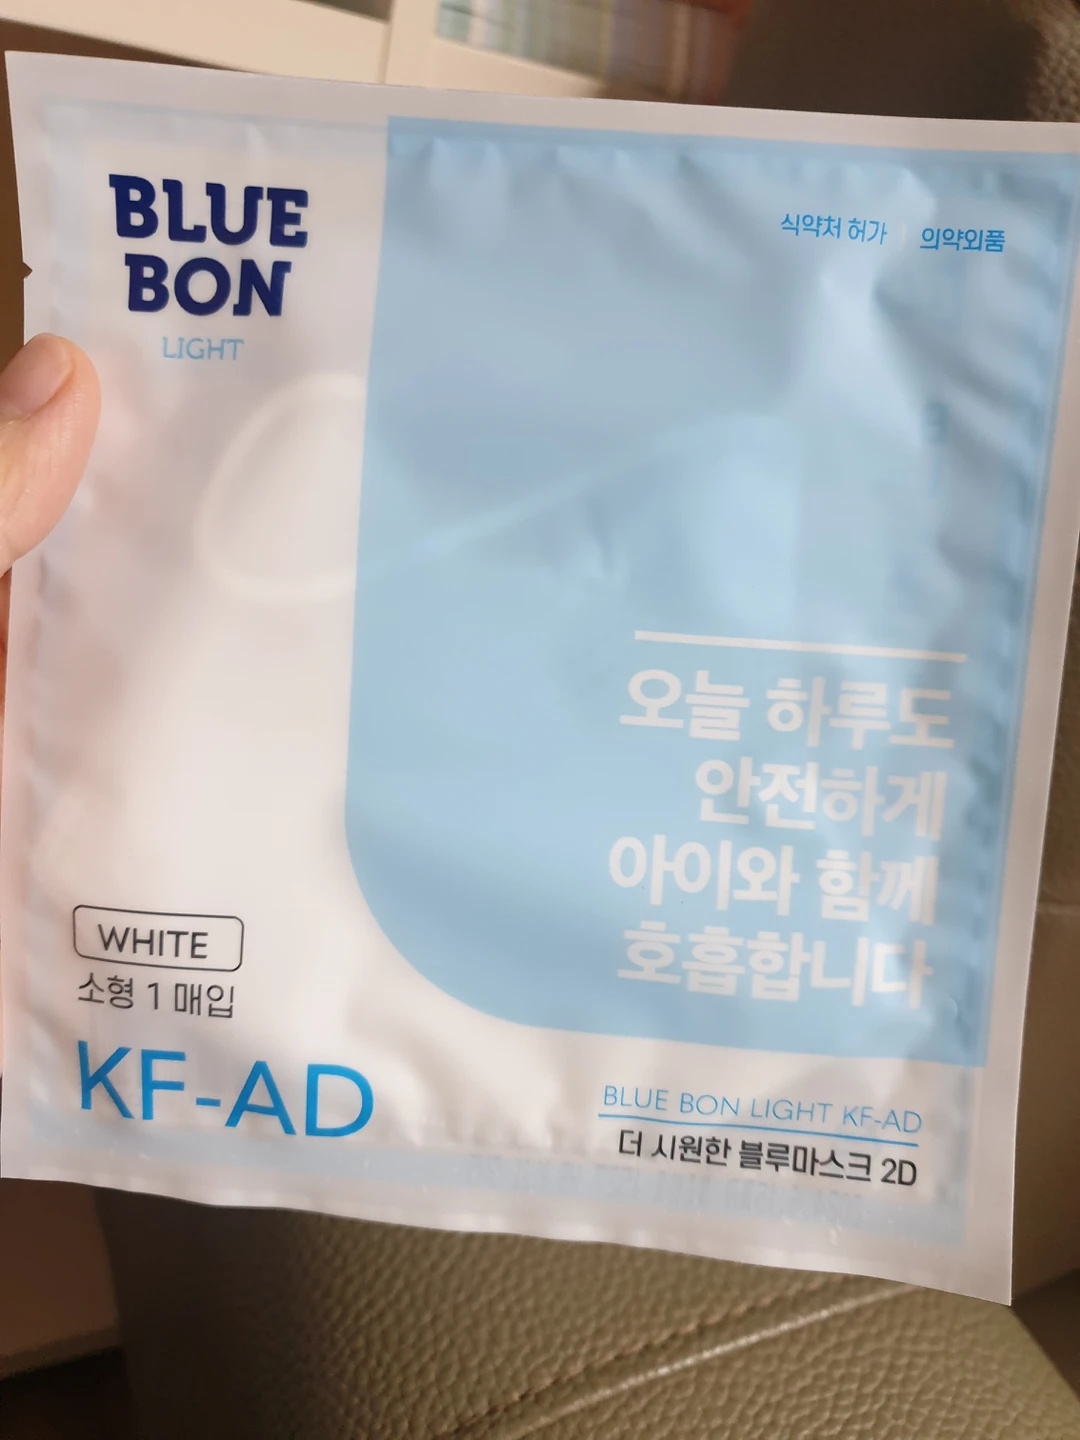 BLUE
BON
LIGHT
식약처 허가 | 의약외품
오늘 하루도
안전하게
아이와 함께
호흡합니다
WHITE
소형 1 매입
KF-AD
BLUE BON LIGHT KF-AD
더 시원한 블루마스크 2D